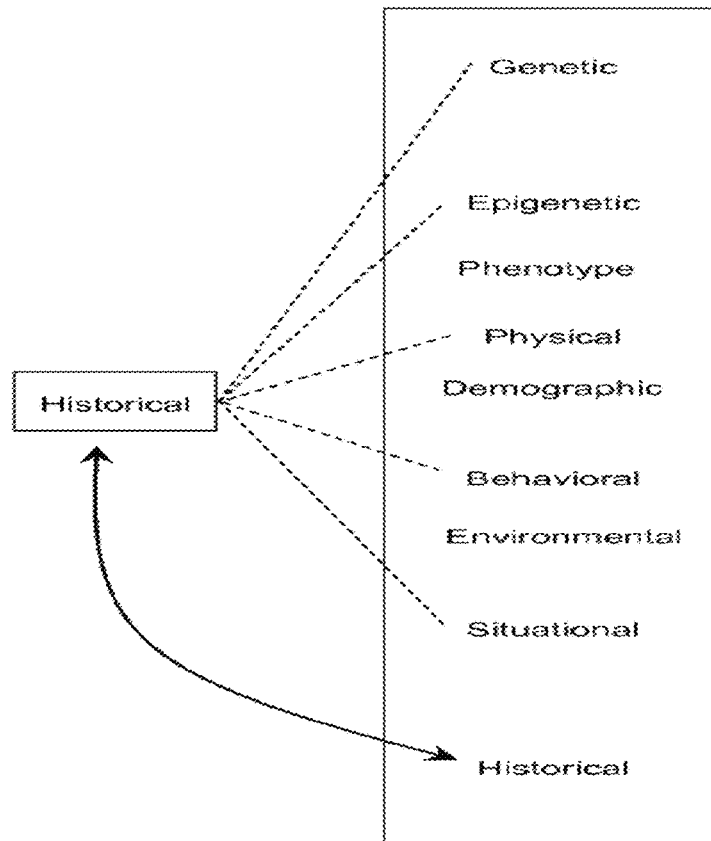 Genetic
Epigenetic
Phenotype
Physical
Demographic
Historical
Behavioral
Environmental
Situational
Historical